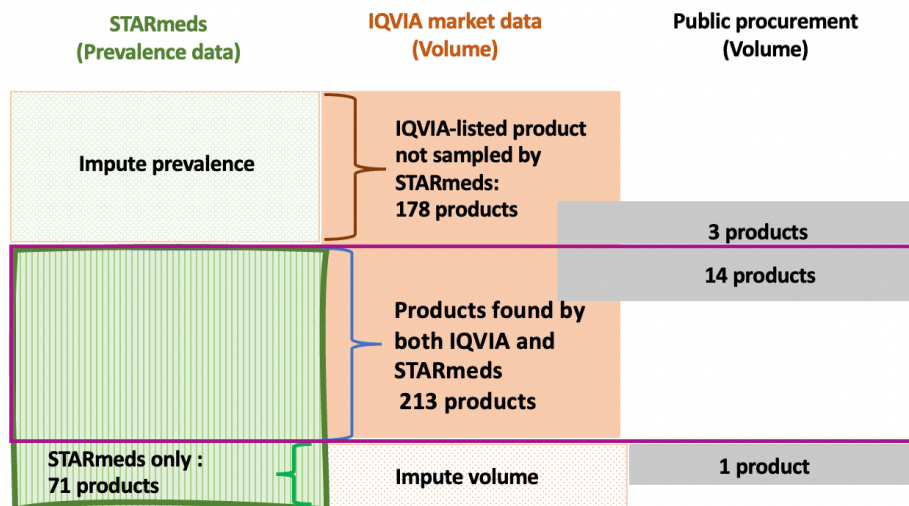 STARmeds
(Prevalence data)
IQVIA market data
(Volume)
Public procurement
(Volume)
Impute prevalence
IQVIA-listed product
not sampled by
STARmeds:
178 products
3 products
14 products
Products found by
both IQVIA and
STARmeds
213 products
STARmeds only :
71 products
Impute volume
1 product